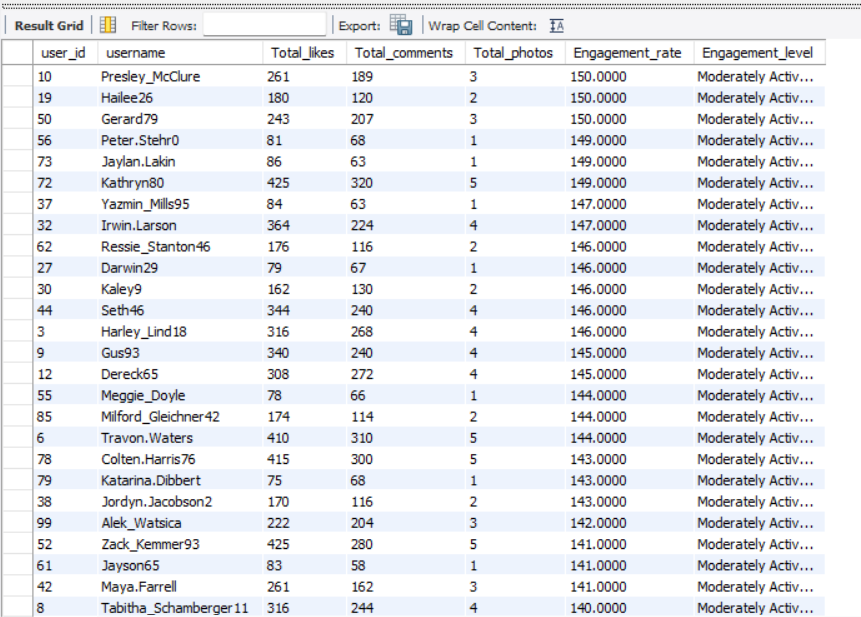 Result Grid Filter Rows: Export: Wrap Cell Content:
user_id username Total_likes Total_comments Total_photos Engagement_rate Engagement_level
10 Presley_McClure 261 189 3 150.0000 Moderately Activ...
19 Hailee26 180 120 2 150.0000 Moderately Activ...
50 Gerard79 243 207 3 150.0000 Moderately Activ...
56 Peter.Stehr0 81 68 1 149.0000 Moderately Activ...
73 Jaylan.Lakin 86 63 1 149.0000 Moderately Activ...
72 Kathryn80 425 320 5 149.0000 Moderately Activ...
37 Yazmin_Mills95 84 63 1 147.0000 Moderately Activ...
32 Irwin.Larson 364 224 4 147.0000 Moderately Activ...
62 Ressie_Stanton46 176 116 2 146.0000 Moderately Activ...
27 Darwin29 79 67 1 146.0000 Moderately Activ...
30 Kaley9 162 130 2 146.0000 Moderately Activ...
44 Seth46 344 240 4 146.0000 Moderately Activ...
3 Harley_Lind18 316 268 4 146.0000 Moderately Activ...
9 Gus93 340 240 4 145.0000 Moderately Activ...
12 Dereck65 308 272 4 145.0000 Moderately Activ...
55 Meggie_Doyle 78 66 1 144.0000 Moderately Activ...
85 Milford_Gleichner42 174 114 2 144.0000 Moderately Activ...
6 Travon.Waters 410 310 5 144.0000 Moderately Activ...
78 Colten.Harris76 415 300 5 143.0000 Moderately Activ...
79 Katarina.Dibbert 75 68 1 143.0000 Moderately Activ...
38 Jordyn.Jacobson2 170 116 2 143.0000 Moderately Activ...
99 Alek_Watsica 222 204 3 142.0000 Moderately Activ...
52 Zack_Kemmer93 425 280 5 141.0000 Moderately Activ...
61 Jayson65 83 58 1 141.0000 Moderately Activ...
42 Maya.Farrell 261 162 3 141.0000 Moderately Activ...
8 Tabitha_Schamberger11 316 244 4 140.0000 Moderately Activ...